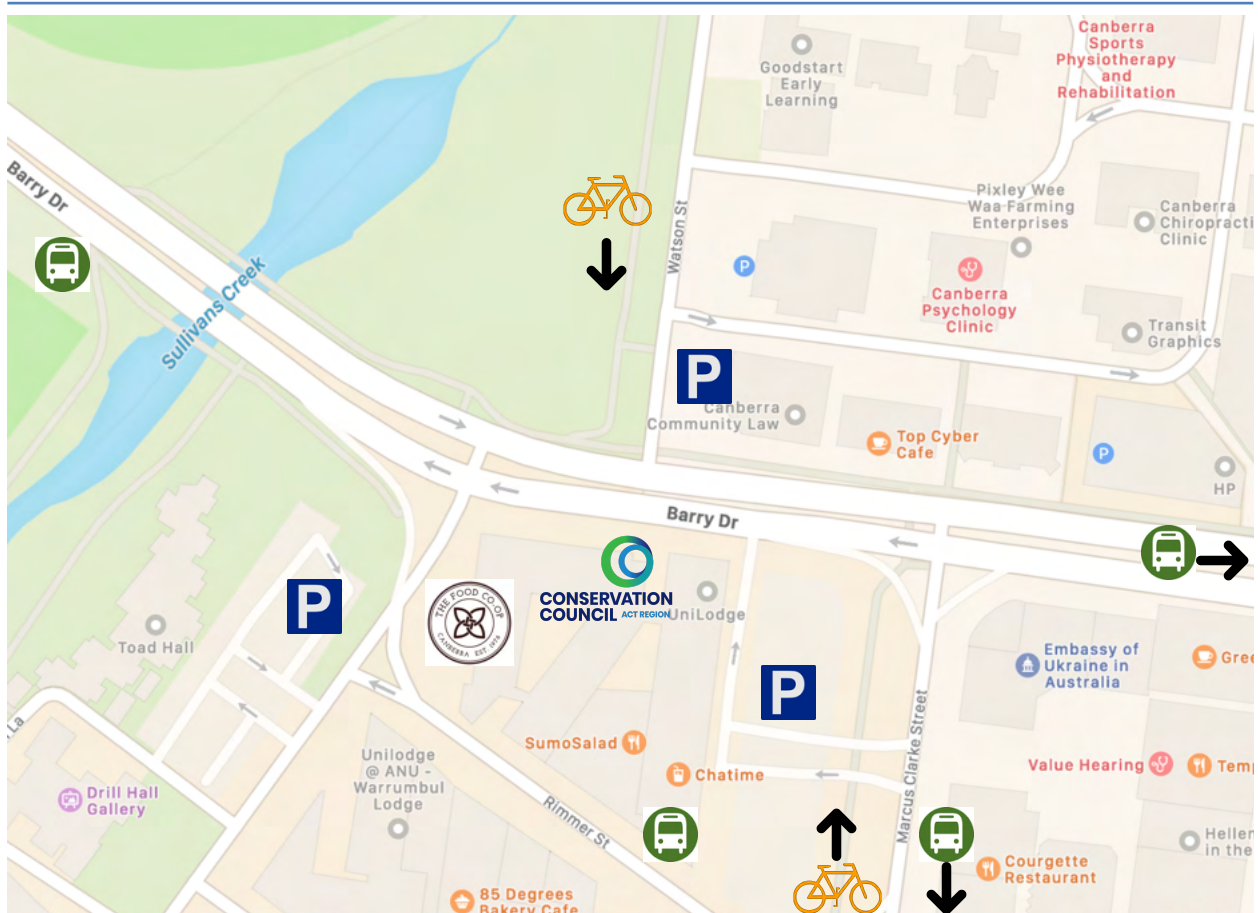 Canberra
Sports
Physiotherapy
and
Rehabilitation
Goodstart
Early
Learning
Barry Dr
Pixley Wee
Waa Farming
Enterprises
Canberra
Chiropracti
Clinic
Watson St
P
Sullivans Creek
Canberra
Psychology
Clinic
Transit
Graphics
P
Canberra
Community Law
Top Cyber
Cafe
P
HP
Barry Dr
CONSERVATION
COUNCIL ACT REGION
UniLodge
THE FOOD CO-OP
CANBERRA EST. 1976
P
Toad Hall
Embassy of
Ukraine in
Australia
Gree
P
Marcus Clarke Street
La
SumoSalad
Chatime
Value Hearing
Temp
Unilodge
@ ANU -
Warrumbul
Lodge
Drill Hall
Gallery
Rimmer St
Hellen
in the
Courgette
Restaurant
85 Degrees
Bakery Cafe